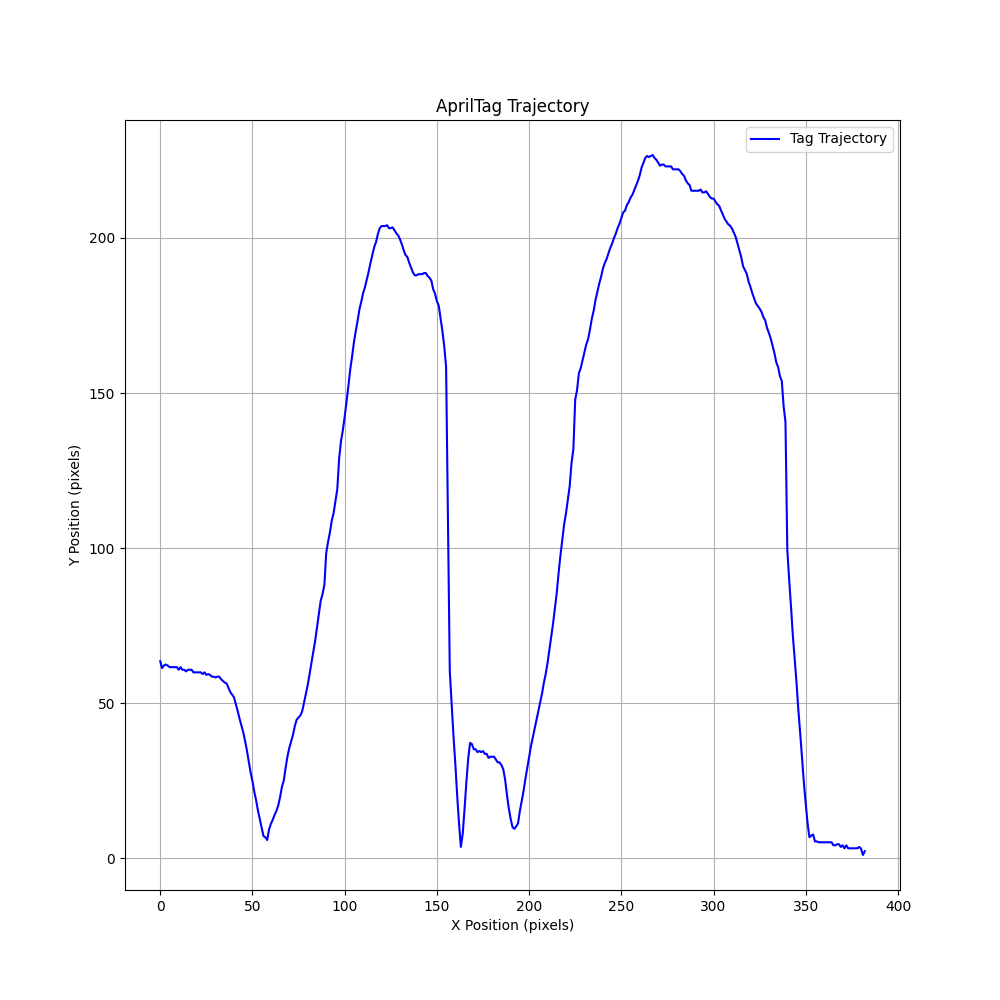 AprilTag Trajectory
Tag Trajectory
Y Position (pixels)
200
150
100
50
0
0 50 100 150 200 250 300 350 400
X Position (pixels)